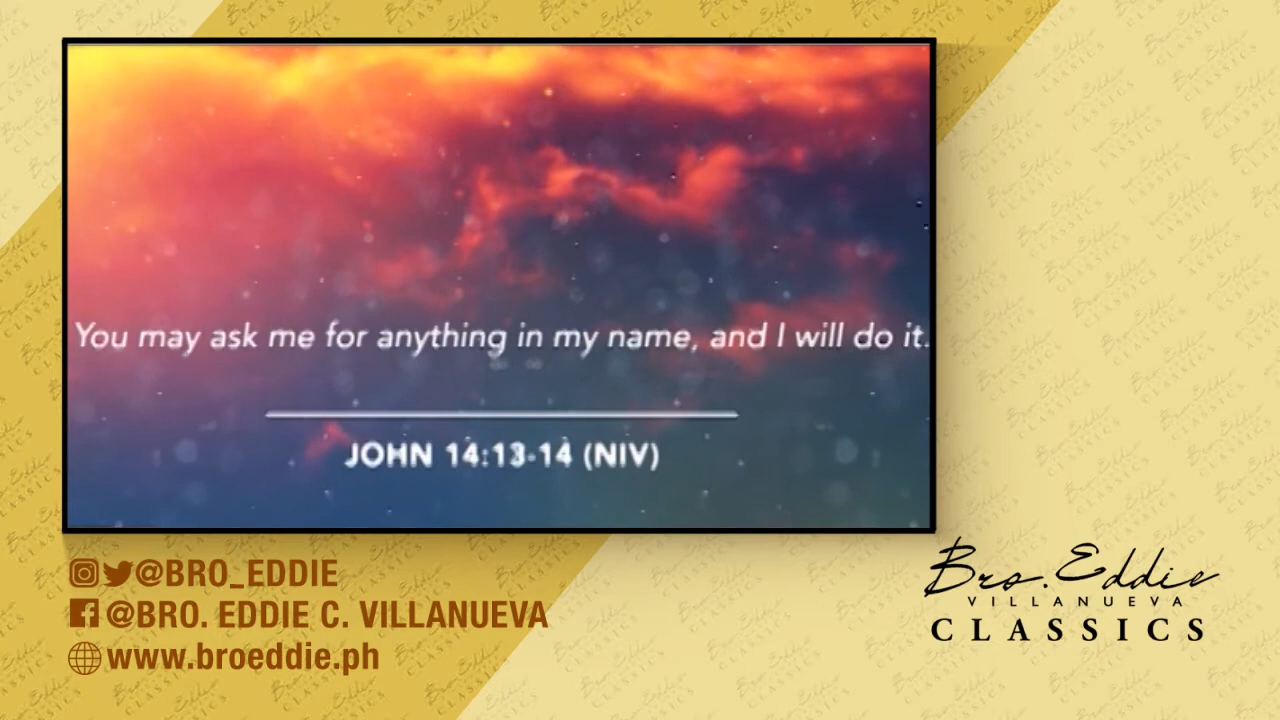 You may ask me for anything in my name, and I will do it.
JOHN 14:13-14 (NIV)
@BRO_EDDIE
@BRO. EDDIE C. VILLANUEVA
www.broeddie.ph
Bro. Eddie
VILLANUEVA
CLASSICS